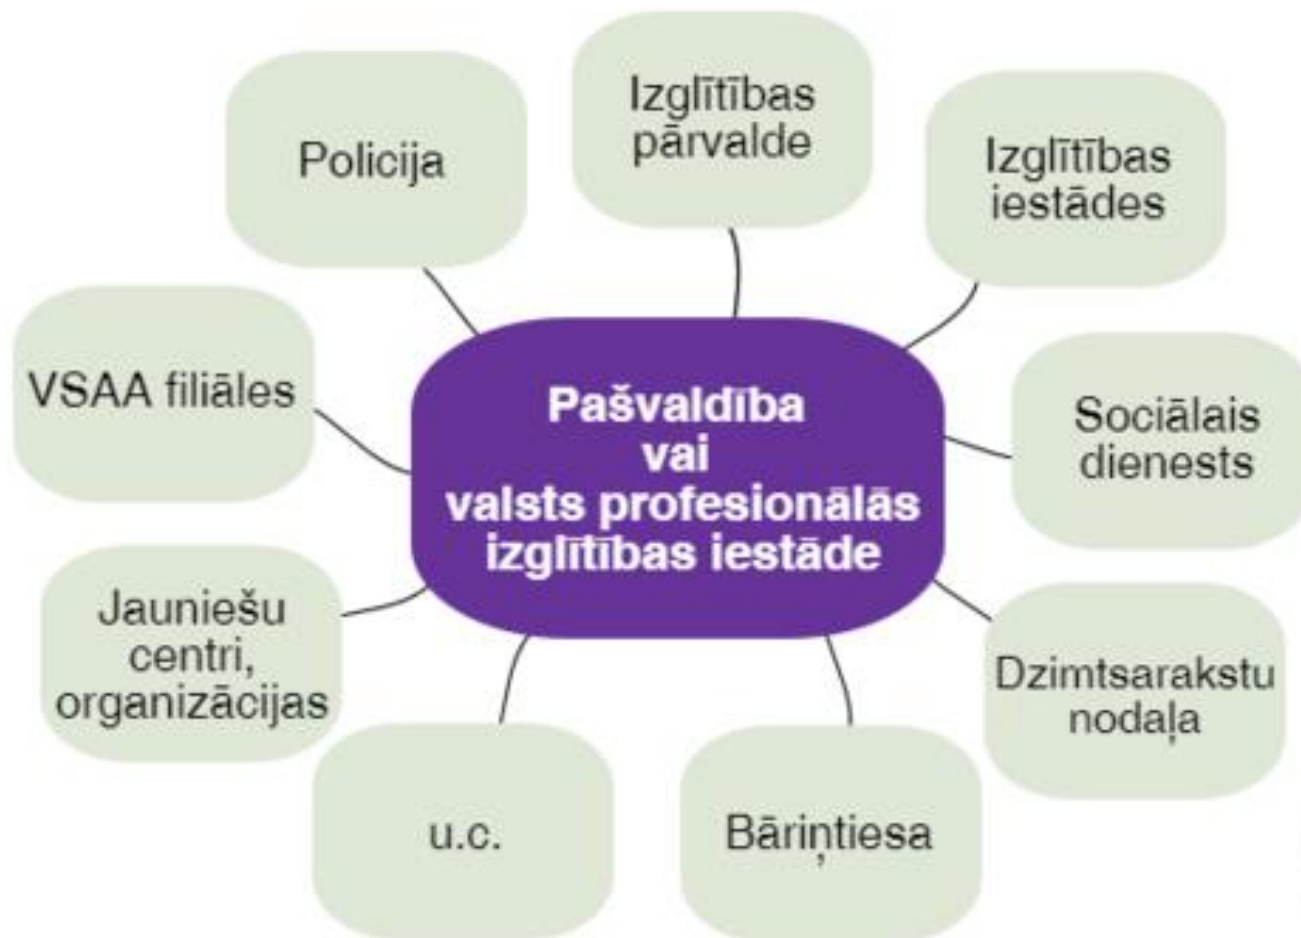 Izglītības
pārvalde
Policija
Izglītības
iestādes
VSAA filiāles
Pašvaldība
vai
valsts profesionālās
izglītības iestāde
Sociālais
dienests
Jauniešu
centri,
organizācijas
Dzimtsarakstu
nodaļa
u.c.
Bāriņtiesa